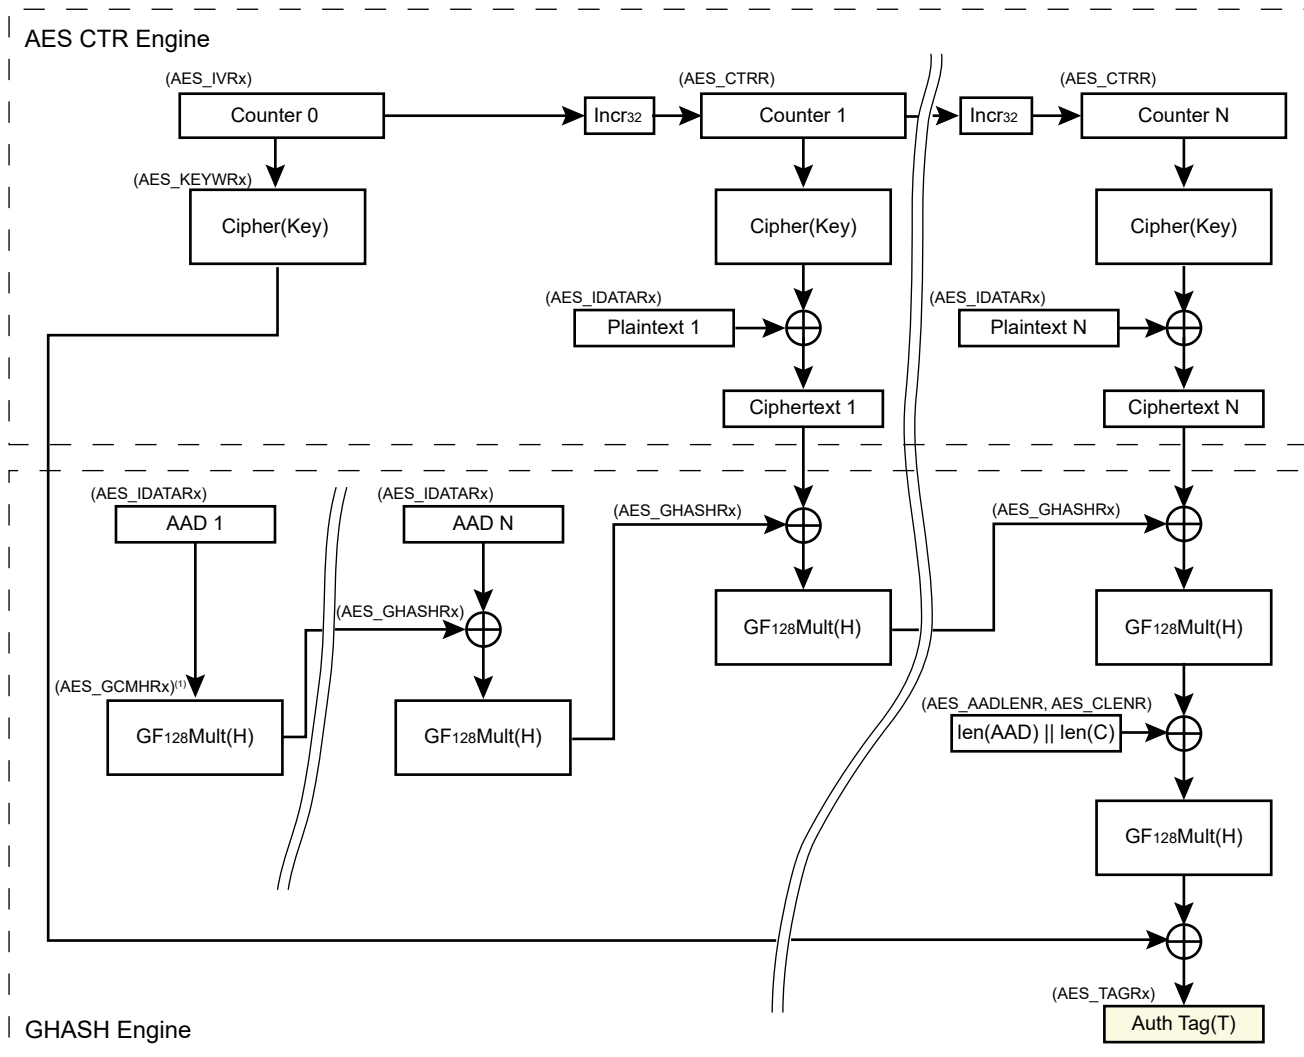 AES CTR Engine
(AES_IVRx)
(AES_CTRR)
(AES_CTRR)
Counter 0
Incr32
Counter 1
Incr32
Counter N
(AES_KEYWRx)
Cipher(Key)
Cipher(Key)
Cipher(Key)
(AES_IDATARx)
(AES_IDATARx)
Plaintext 1
Plaintext N
Ciphertext 1
Ciphertext N
(AES_IDATARx)
(AES_IDATARx)
(AES_GHASHRx)
(AES_GHASHRx)
AAD 1
AAD N
(AES_GHASHRx)
GF128Mult(H)
GF128Mult(H)
(AES_GCMHRx)(1)
GF128Mult(H)
GF128Mult(H)
(AES_AADLENR, AES_CLENR)
len(AAD) || len(C)
GF128Mult(H)
(AES_TAGRx)
Auth Tag(T)
GHASH Engine